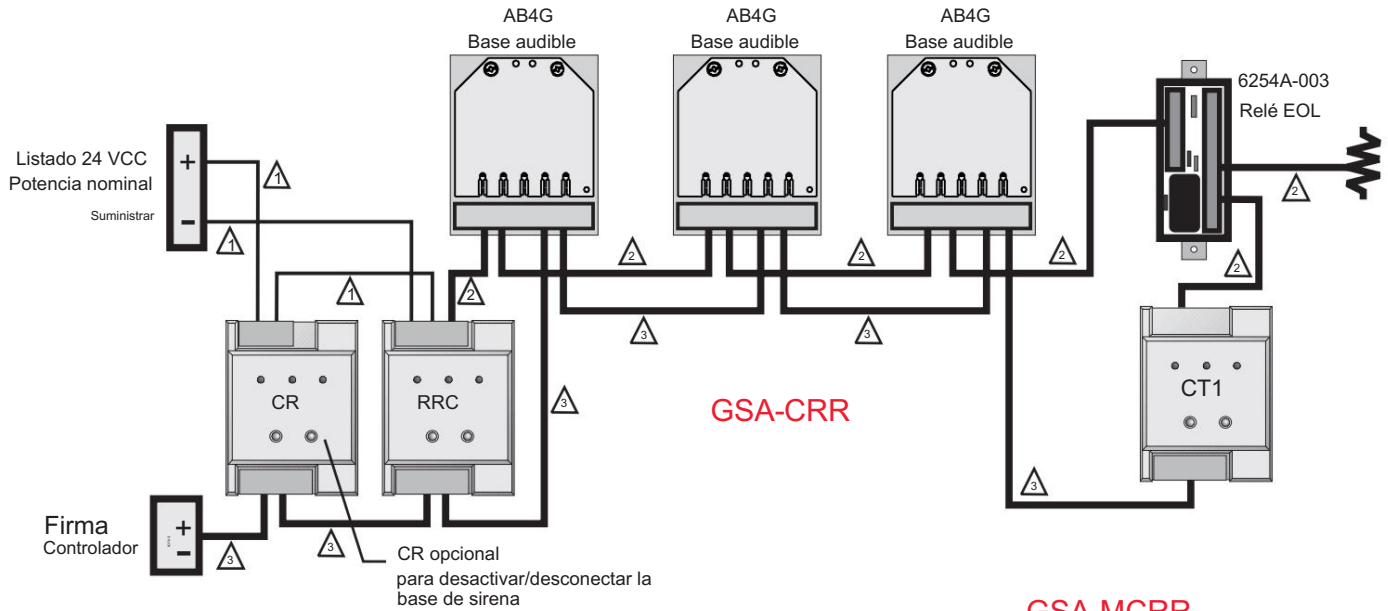 AB4G
Base audible
AB4G
Base audible
AB4G
Base audible
6254A-003
Relé EOL
Listado 24 VCC
Potencia nominal
Suministrar
+
-
1
1
1
2
2
2
2
2
2
3
3
CR
RRC
3
GSA-CRR
CT1
3
Firma
Controlador
+
-
3
3
CR opcional
para desactivar/desconectar la
base de sirena
GSA-MCRR